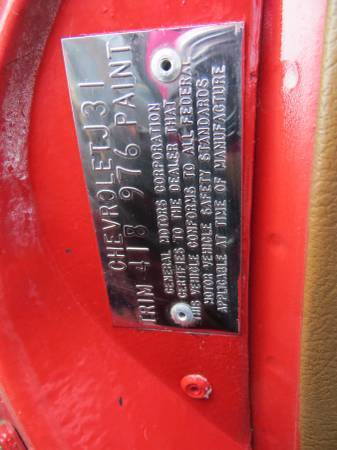 CHEVROLET J31
TRIM 418 976 PAINT
GENERAL MOTORS CORPORATION
CERTIFIES TO THE DEALER THAT
THIS VEHICLE CONFORMS TO ALL FEDERAL
MOTOR VEHICLE SAFETY STANDARDS
APPLICABLE AT TIME OF MANUFACTURE